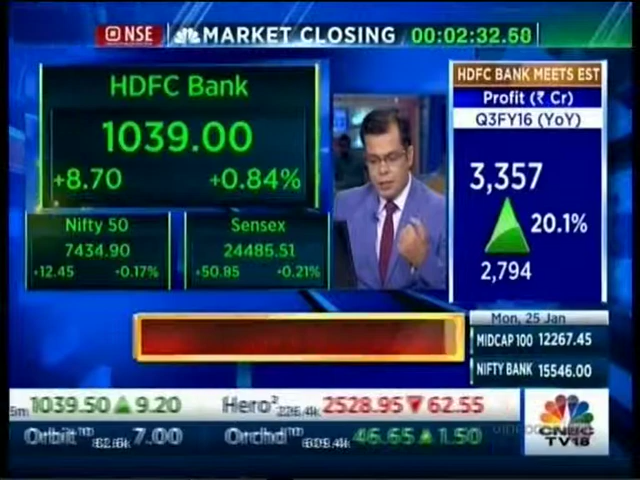 NSE MARKET CLOSING 00:02:32.68
HDFC Bank
1039.00
+8.70 +0.84%
Nifty 50
7434.90
+12.45 +0.17%
Sensex
24485.51
+50.85 +0.21%
HDFC BANK MEETS EST
Profit (₹ Cr)
Q3FY16 (YoY)
3,357
20.1%
2,794
Mon, 25 Jan
MIDCAP 100 12267.45
NIFTY BANK 15546.00
1039.50 9.20 Hero 2528.95 62.55
Orbit 7.00 Orchd 46.65 1.50
CNBC
TV18